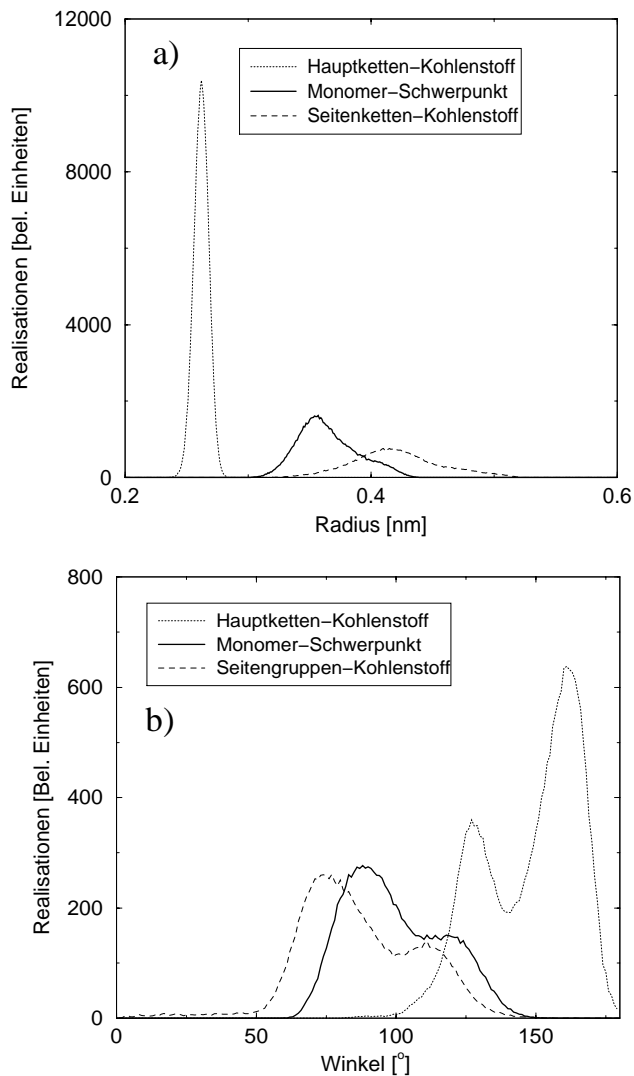 12000
8000
4000
0
Realisationen [bel. Einheiten]
a)
Hauptketten−Kohlenstoff
Monomer−Schwerpunkt
Seitenketten−Kohlenstoff
0.2
0.4
0.6
Radius [nm]
800
600
400
200
0
Realisationen [Bel. Einheiten]
Hauptketten−Kohlenstoff
Monomer−Schwerpunkt
Seitengruppen−Kohlenstoff
b)
0
50
100
150
Winkel [°]